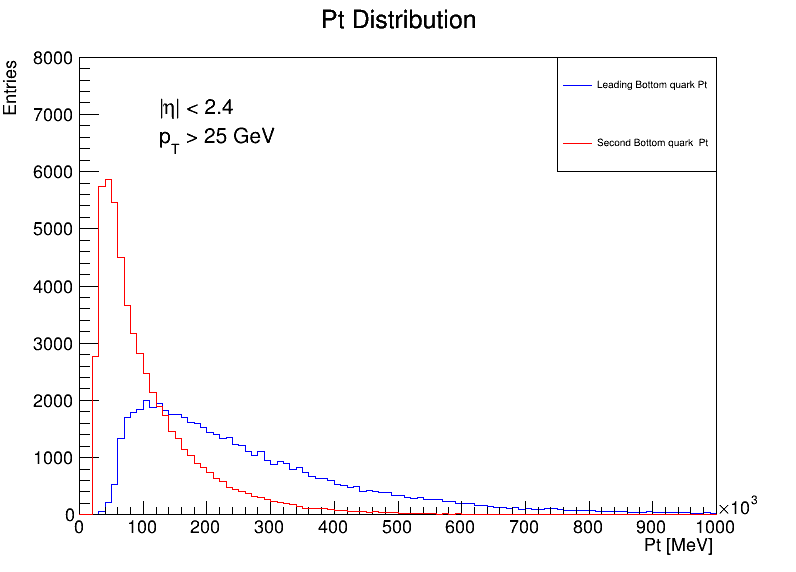 Pt Distribution
Entries
8000
7000
6000
5000
4000
3000
2000
1000
0
|η| < 2.4
p_T > 25 GeV
Leading Bottom quark Pt
Second Bottom quark Pt
0 100 200 300 400 500 600 700 800 900 1000
×10³
Pt [MeV]